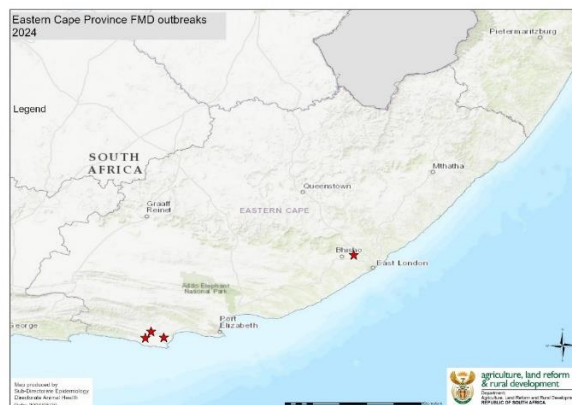 Eastern Cape Province FMD outbreaks
2024
Pietermaritzburg
Legend
SOUTH
AFRICA
Mthatha
Queenstown
Graaff
Reinet
EASTERN CAPE
Bhisho
East London
Addo Elephant
National Park
Port
Elizabeth
George
Map produced by
Sub-Directorate Epidemiology
Directorate Animal Health
agriculture, land reform
& rural development
Department:
Agriculture, Land Reform and Rural Development
REPUBLIC OF SOUTH AFRICA